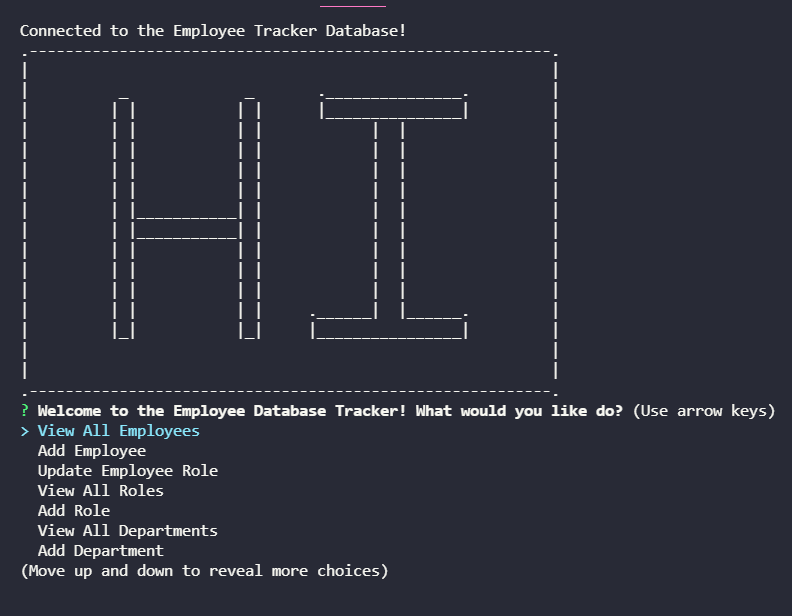 Connected to the Employee Tracker Database!
HI
? Welcome to the Employee Database Tracker! What would you like do? (Use arrow keys)
> View All Employees
Add Employee
Update Employee Role
View All Roles
Add Role
View All Departments
Add Department
(Move up and down to reveal more choices)